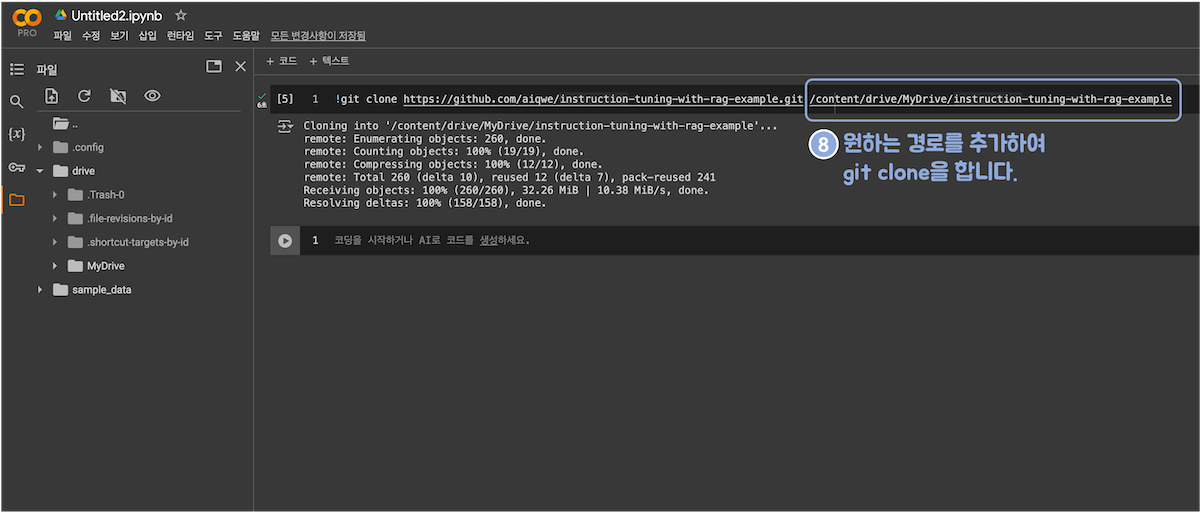 CO Untitled2.ipynb ☆
PRO 파일 수정 보기 삽입 런타임 도구 도움말 모든 변경사항이 저장됨
파일
+ 코드 + 텍스트
..
.config
drive
.Trash-0
.file-revisions-by-id
.shortcut-targets-by-id
MyDrive
sample_data
{x}
6초
[5] 1 !git clone https://github.com/aiqwe/instruction-tuning-with-rag-example.git /content/drive/MyDrive/instruction-tuning-with-rag-example
Cloning into '/content/drive/MyDrive/instruction-tuning-with-rag-example'...
remote: Enumerating objects: 260, done.
remote: Counting objects: 100% (19/19), done.
remote: Compressing objects: 100% (12/12), done.
remote: Total 260 (delta 10), reused 12 (delta 7), pack-reused 241
Receiving objects: 100% (260/260), 32.26 MiB | 10.38 MiB/s, done.
Resolving deltas: 100% (158/158), done.
8 원하는 경로를 추가하여
git clone을 합니다.
1 코딩을 시작하거나 AI로 코드를 생성하세요.